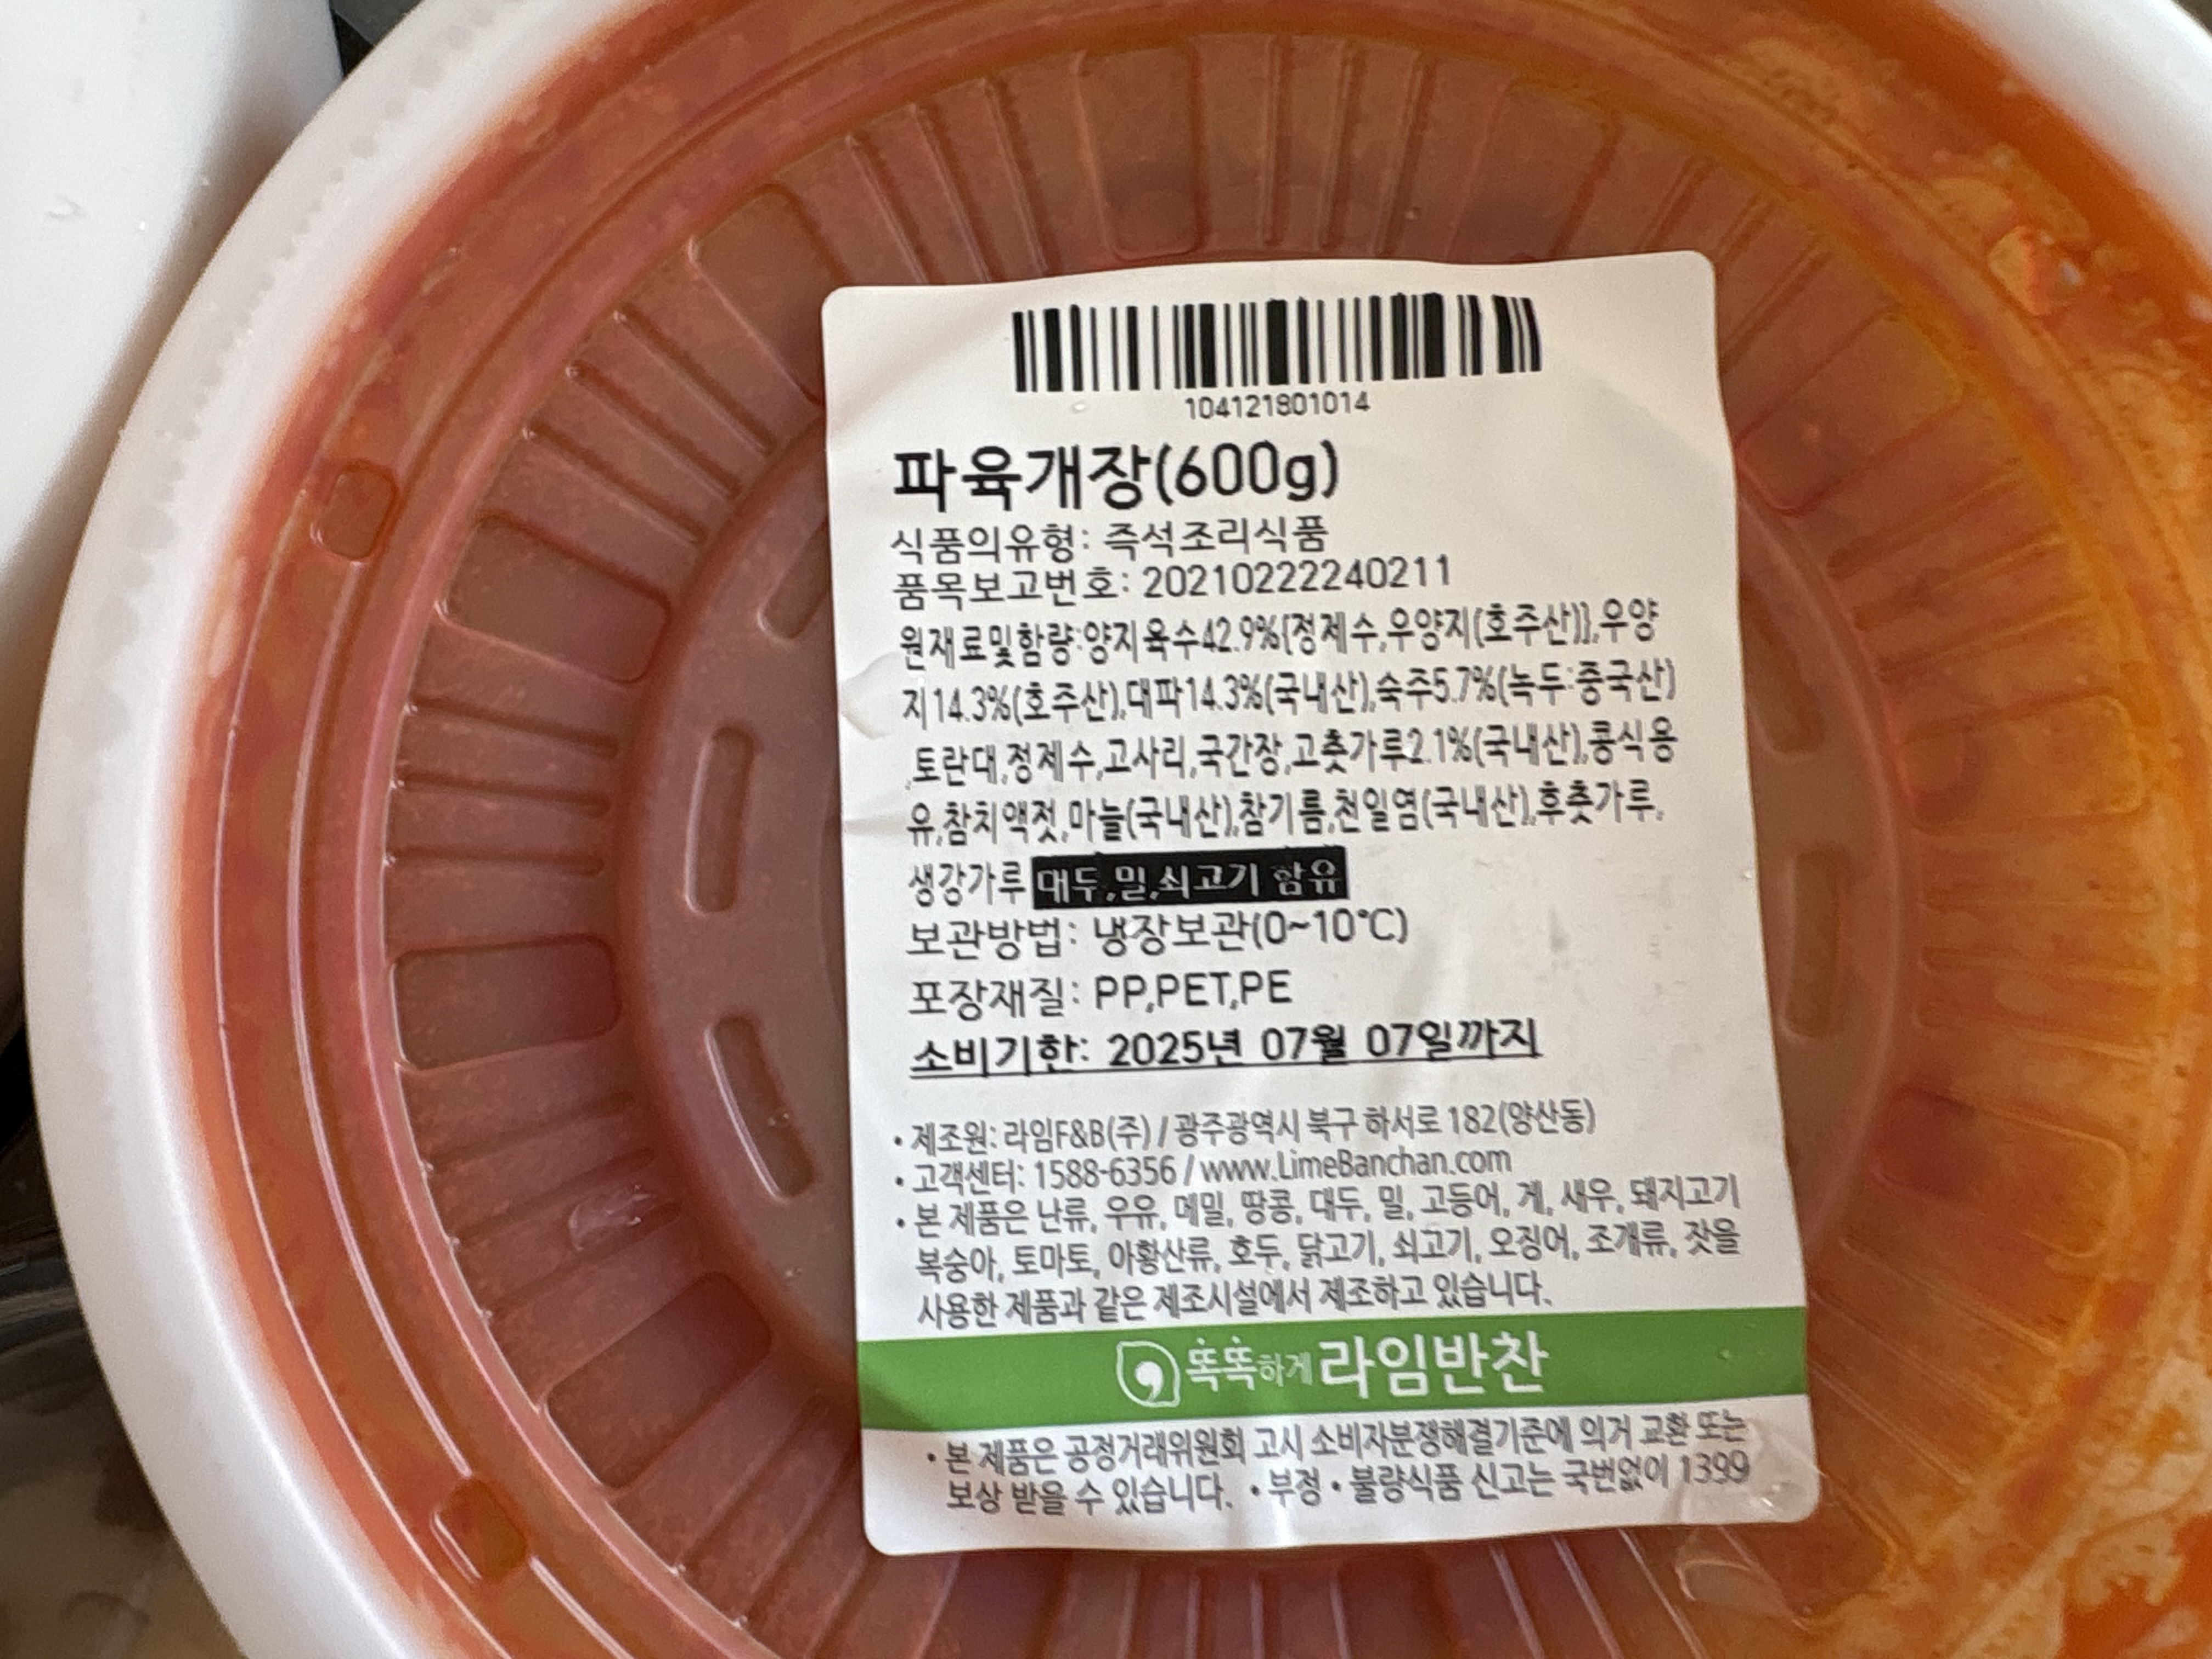 104121801014
파육개장(600g)
식품의유형: 즉석조리식품
품목보고번호: 20210222240211
원재료및함량:양지육수42.9%{정제수,우양지(호주산)},우양
지14.3%(호주산),대파14.3%(국내산),숙주5.7%(녹두:중국산)
,토란대,정제수,고사리,국간장,고춧가루2.1%(국내산),콩식용
유,참치액젓,마늘(국내산),참기름,천일염(국내산),후춧가루,
생강가루 대두,밀,쇠고기 함유
보관방법: 냉장보관(0~10℃)
포장재질: PP,PET,PE
소비기한: 2025년 07월 07일까지
• 제조원: 라임F&B(주) / 광주광역시 북구 하서로 182(양산동)
• 고객센터: 1588-6356 / www.LimeBanchan.com
• 본 제품은 난류, 우유, 메밀, 땅콩, 대두, 밀, 고등어, 게, 새우, 돼지고기
복숭아, 토마토, 아황산류, 호두, 닭고기, 쇠고기, 오징어, 조개류, 잣을
사용한 제품과 같은 제조시설에서 제조하고 있습니다.
똑똑하게 라임반찬
• 본 제품은 공정거래위원회 고시 소비자분쟁해결기준에 의거 교환 또는
보상 받을 수 있습니다. • 부정 • 불량식품 신고는 국번없이 1399